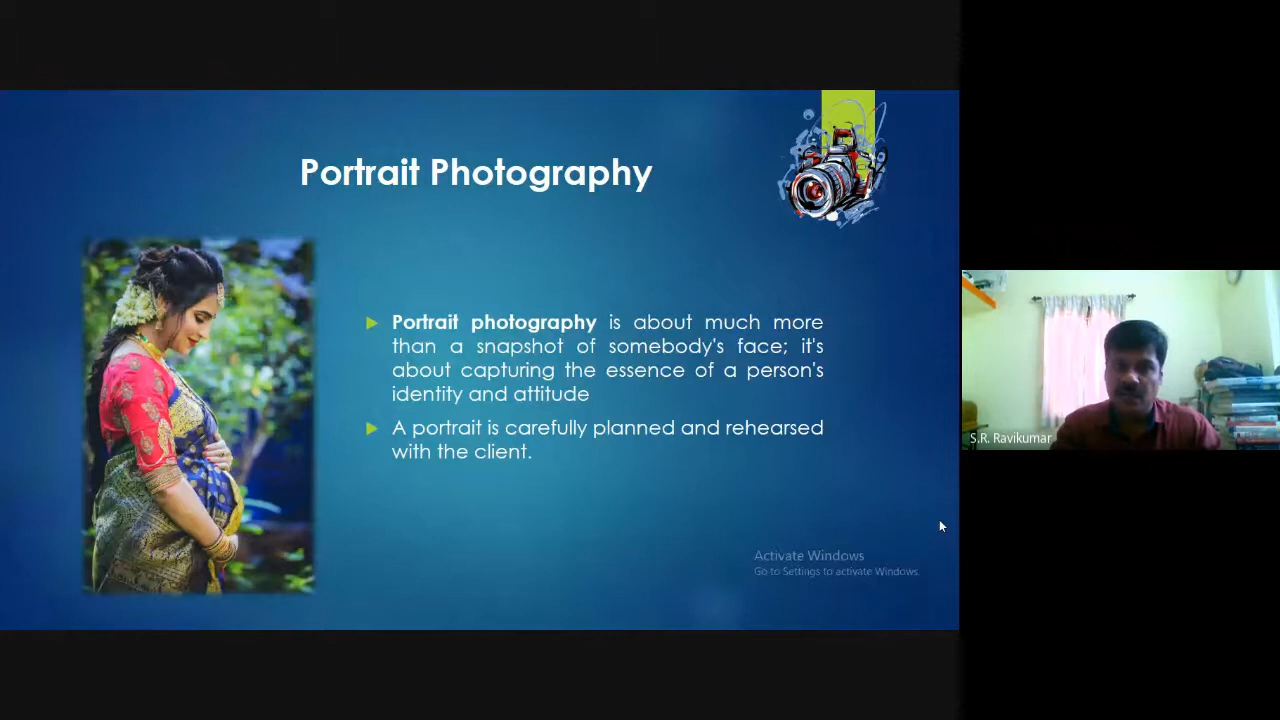 Portrait Photography
Portrait photography is about much more
than a snapshot of somebody's face; it's
about capturing the essence of a person's
identity and attitude
A portrait is carefully planned and rehearsed
with the client.
Activate Windows
Go to Settings to activate Windows.
S.R. Ravikumar